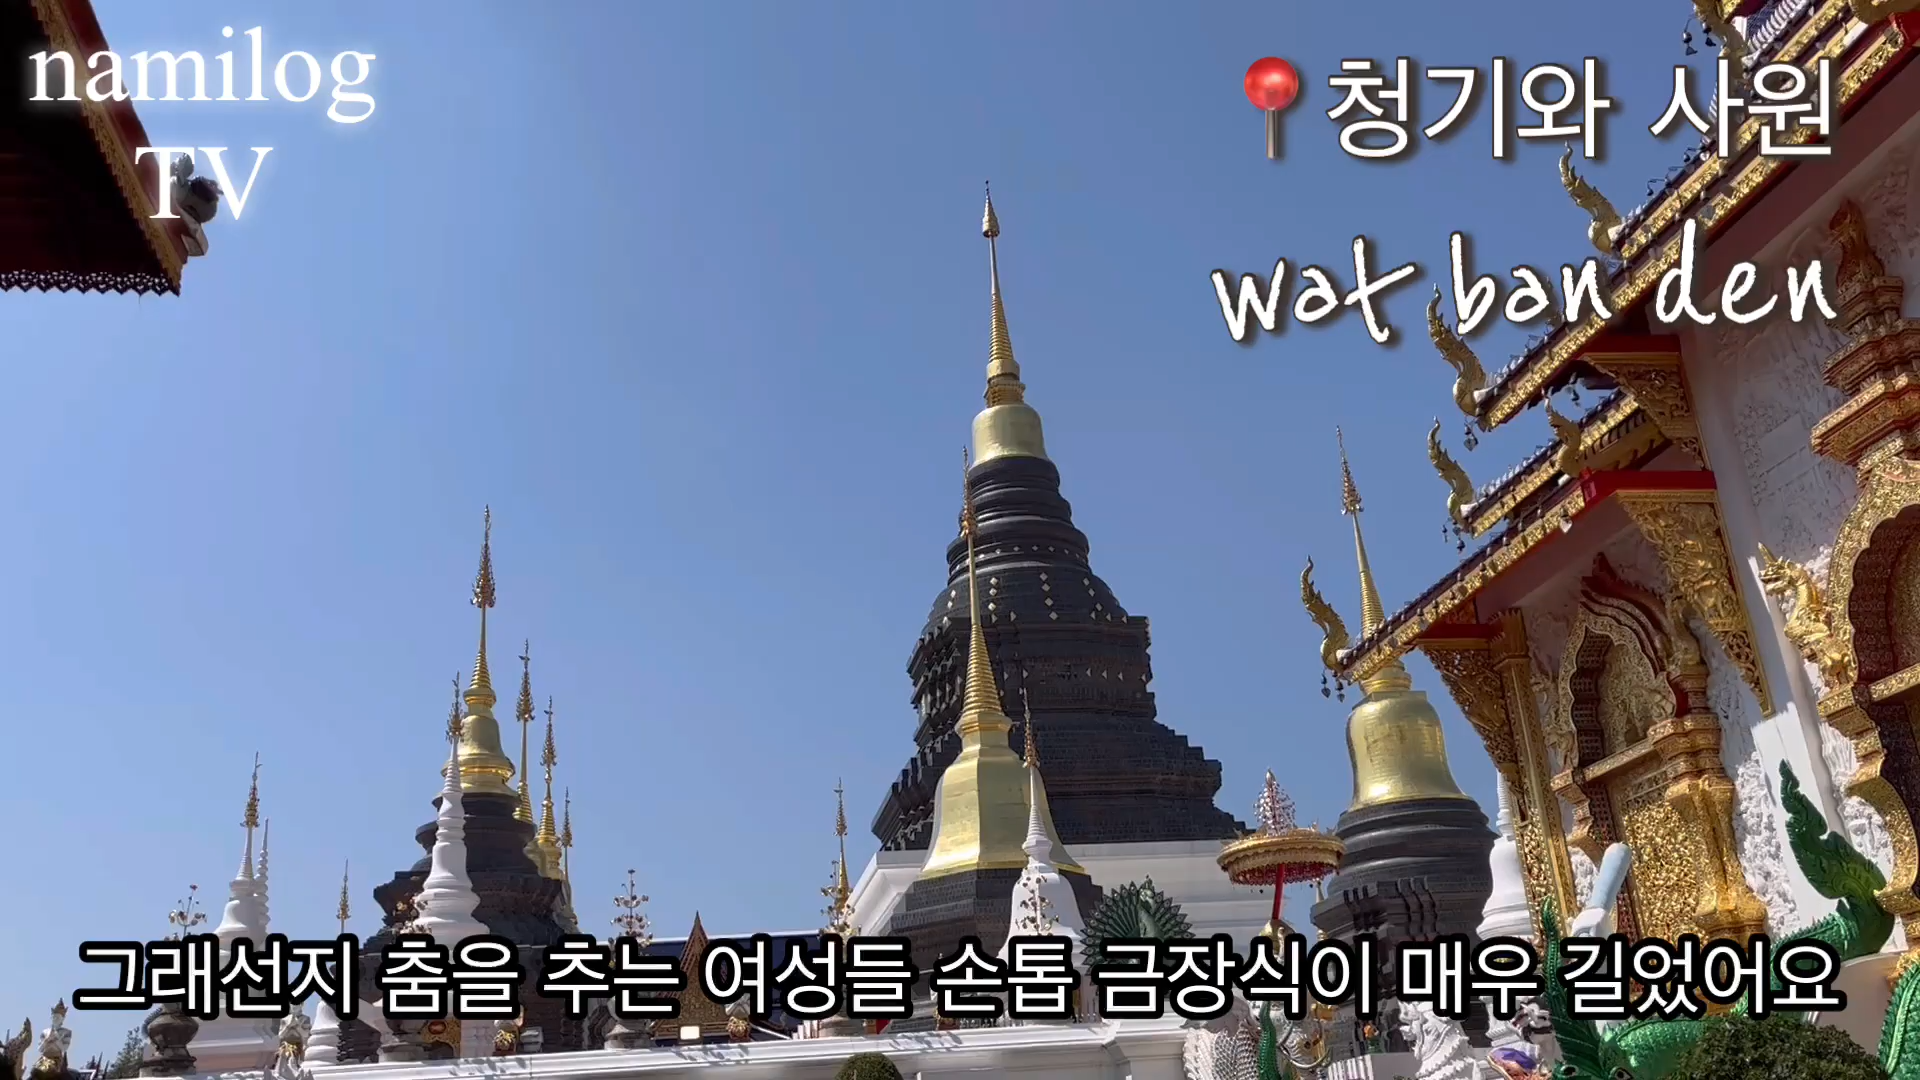 namilog
TV
청기와 사원
wat ban den
그래선지 춤을 추는 여성들 손톱 금장식이 매우 길었어요